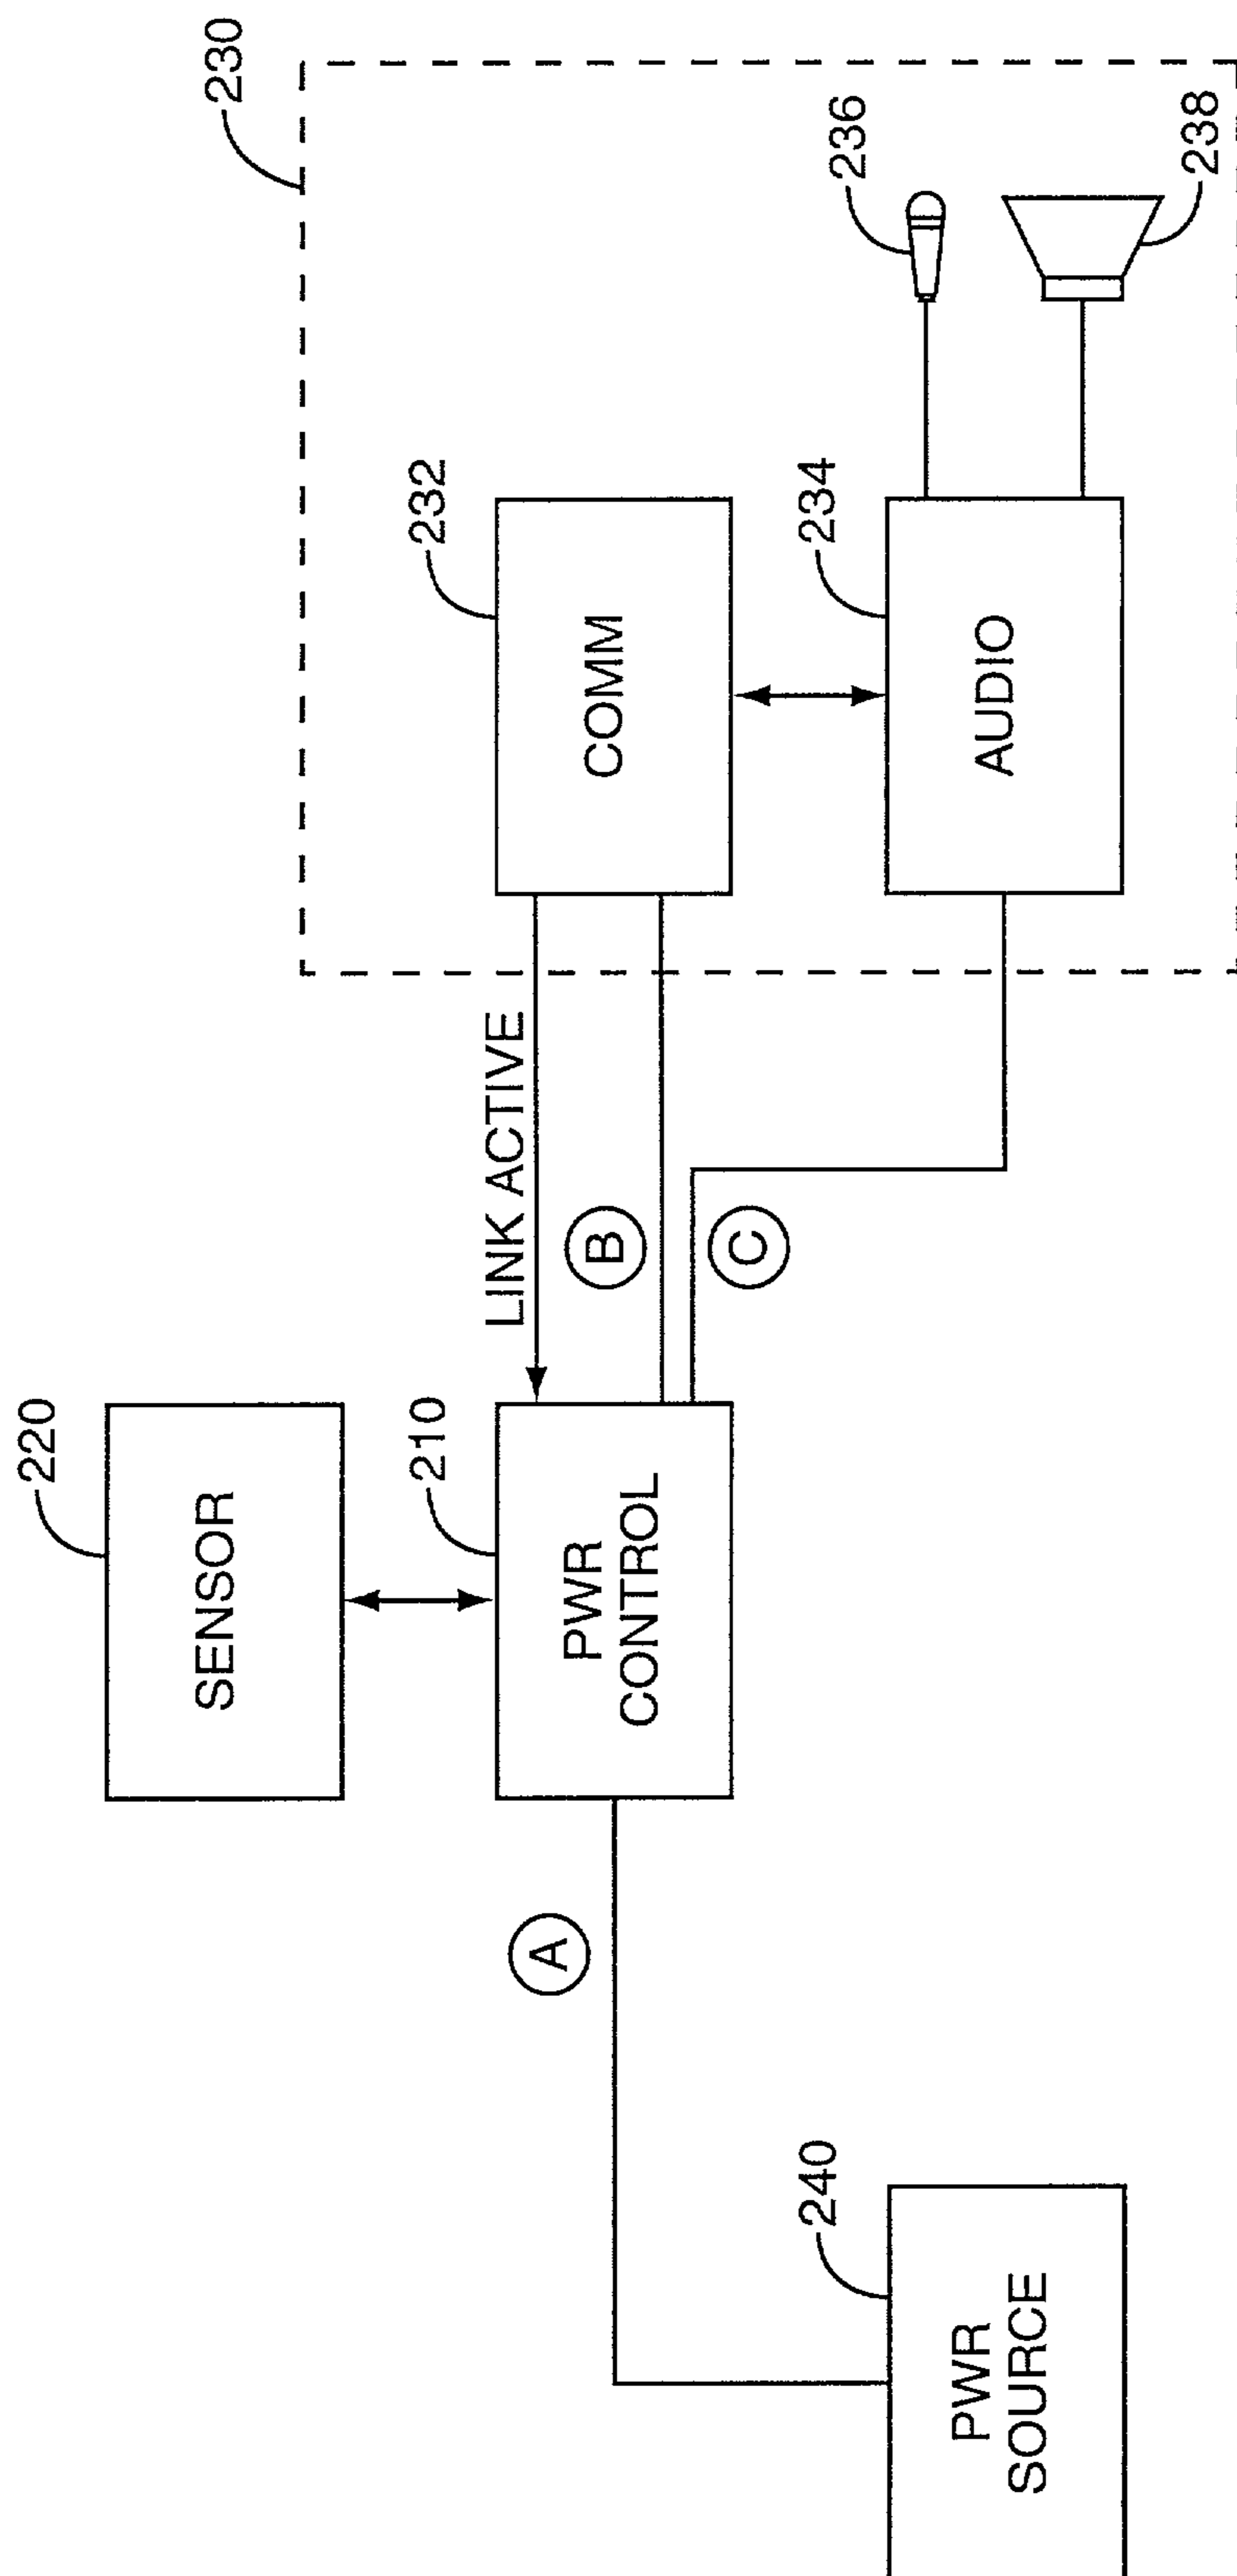 230
220
SENSOR
210
PWR
CONTROL
LINK ACTIVE
232
COMM
236
A
B
C
234
AUDIO
238
240
PWR
SOURCE